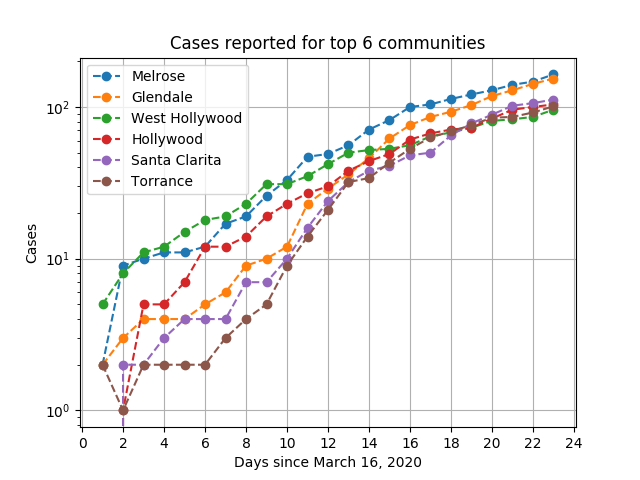 Cases reported for top 6 communities
Melrose
Glendale
West Hollywood
Hollywood
Santa Clarita
Torrance
Cases
10²
10¹
10⁰
0 2 4 6 8 10 12 14 16 18 20 22 24
Days since March 16, 2020